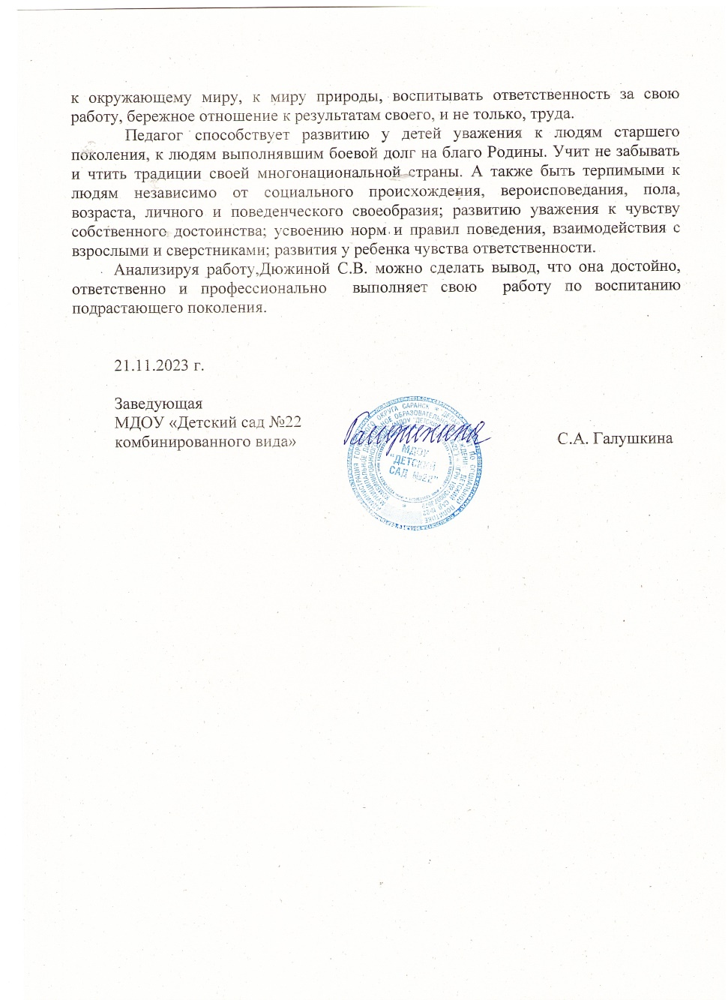 к окружающему миру, к миру природы, воспитывать ответственность за свою
работу, бережное отношение к результатам своего, и не только, труда.
Педагог способствует развитию у детей уважения к людям старшего
поколения, к людям выполнявшим боевой долг на благо Родины. Учит не забывать
и чтить традиции своей многонациональной страны. А также быть терпимыми к
людям независимо от социального происхождения, вероисповедания, пола,
возраста, личного и поведенческого своеобразия; развитию уважения к чувству
собственного достоинства; усвоению норм и правил поведения, взаимодействия с
взрослыми и сверстниками; развития у ребенка чувства ответственности.
Анализируя работу,Дюжиной С.В. можно сделать вывод, что она достойно,
ответственно и профессионально выполняет свою работу по воспитанию
подрастающего поколения.
21.11.2023 г.
Заведующая
МДОУ «Детский сад №22
комбинированного вида»
С.А. Галушкина
МДОУ
"ДЕТСКИЙ
САД №22"